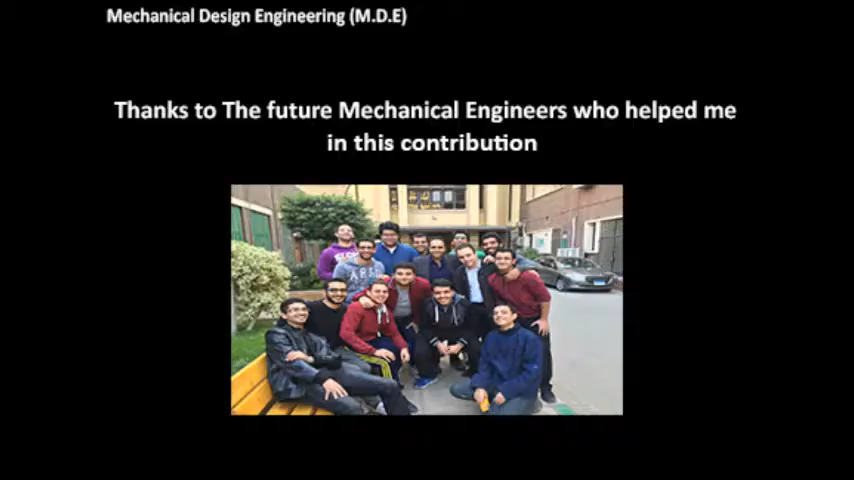 Mechanical Design Engineering (M.D.E)
Thanks to The future Mechanical Engineers who helped me
in this contribution